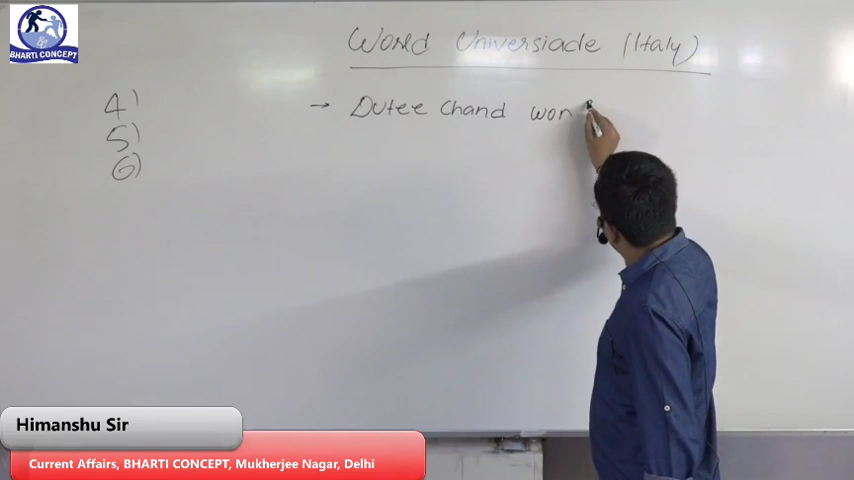 BHARTI CONCEPT
World Universiade (Italy)
4)
5)
6)
→ Dutee Chand won
Himanshu Sir
Current Affairs, BHARTI CONCEPT, Mukherjee Nagar, Delhi